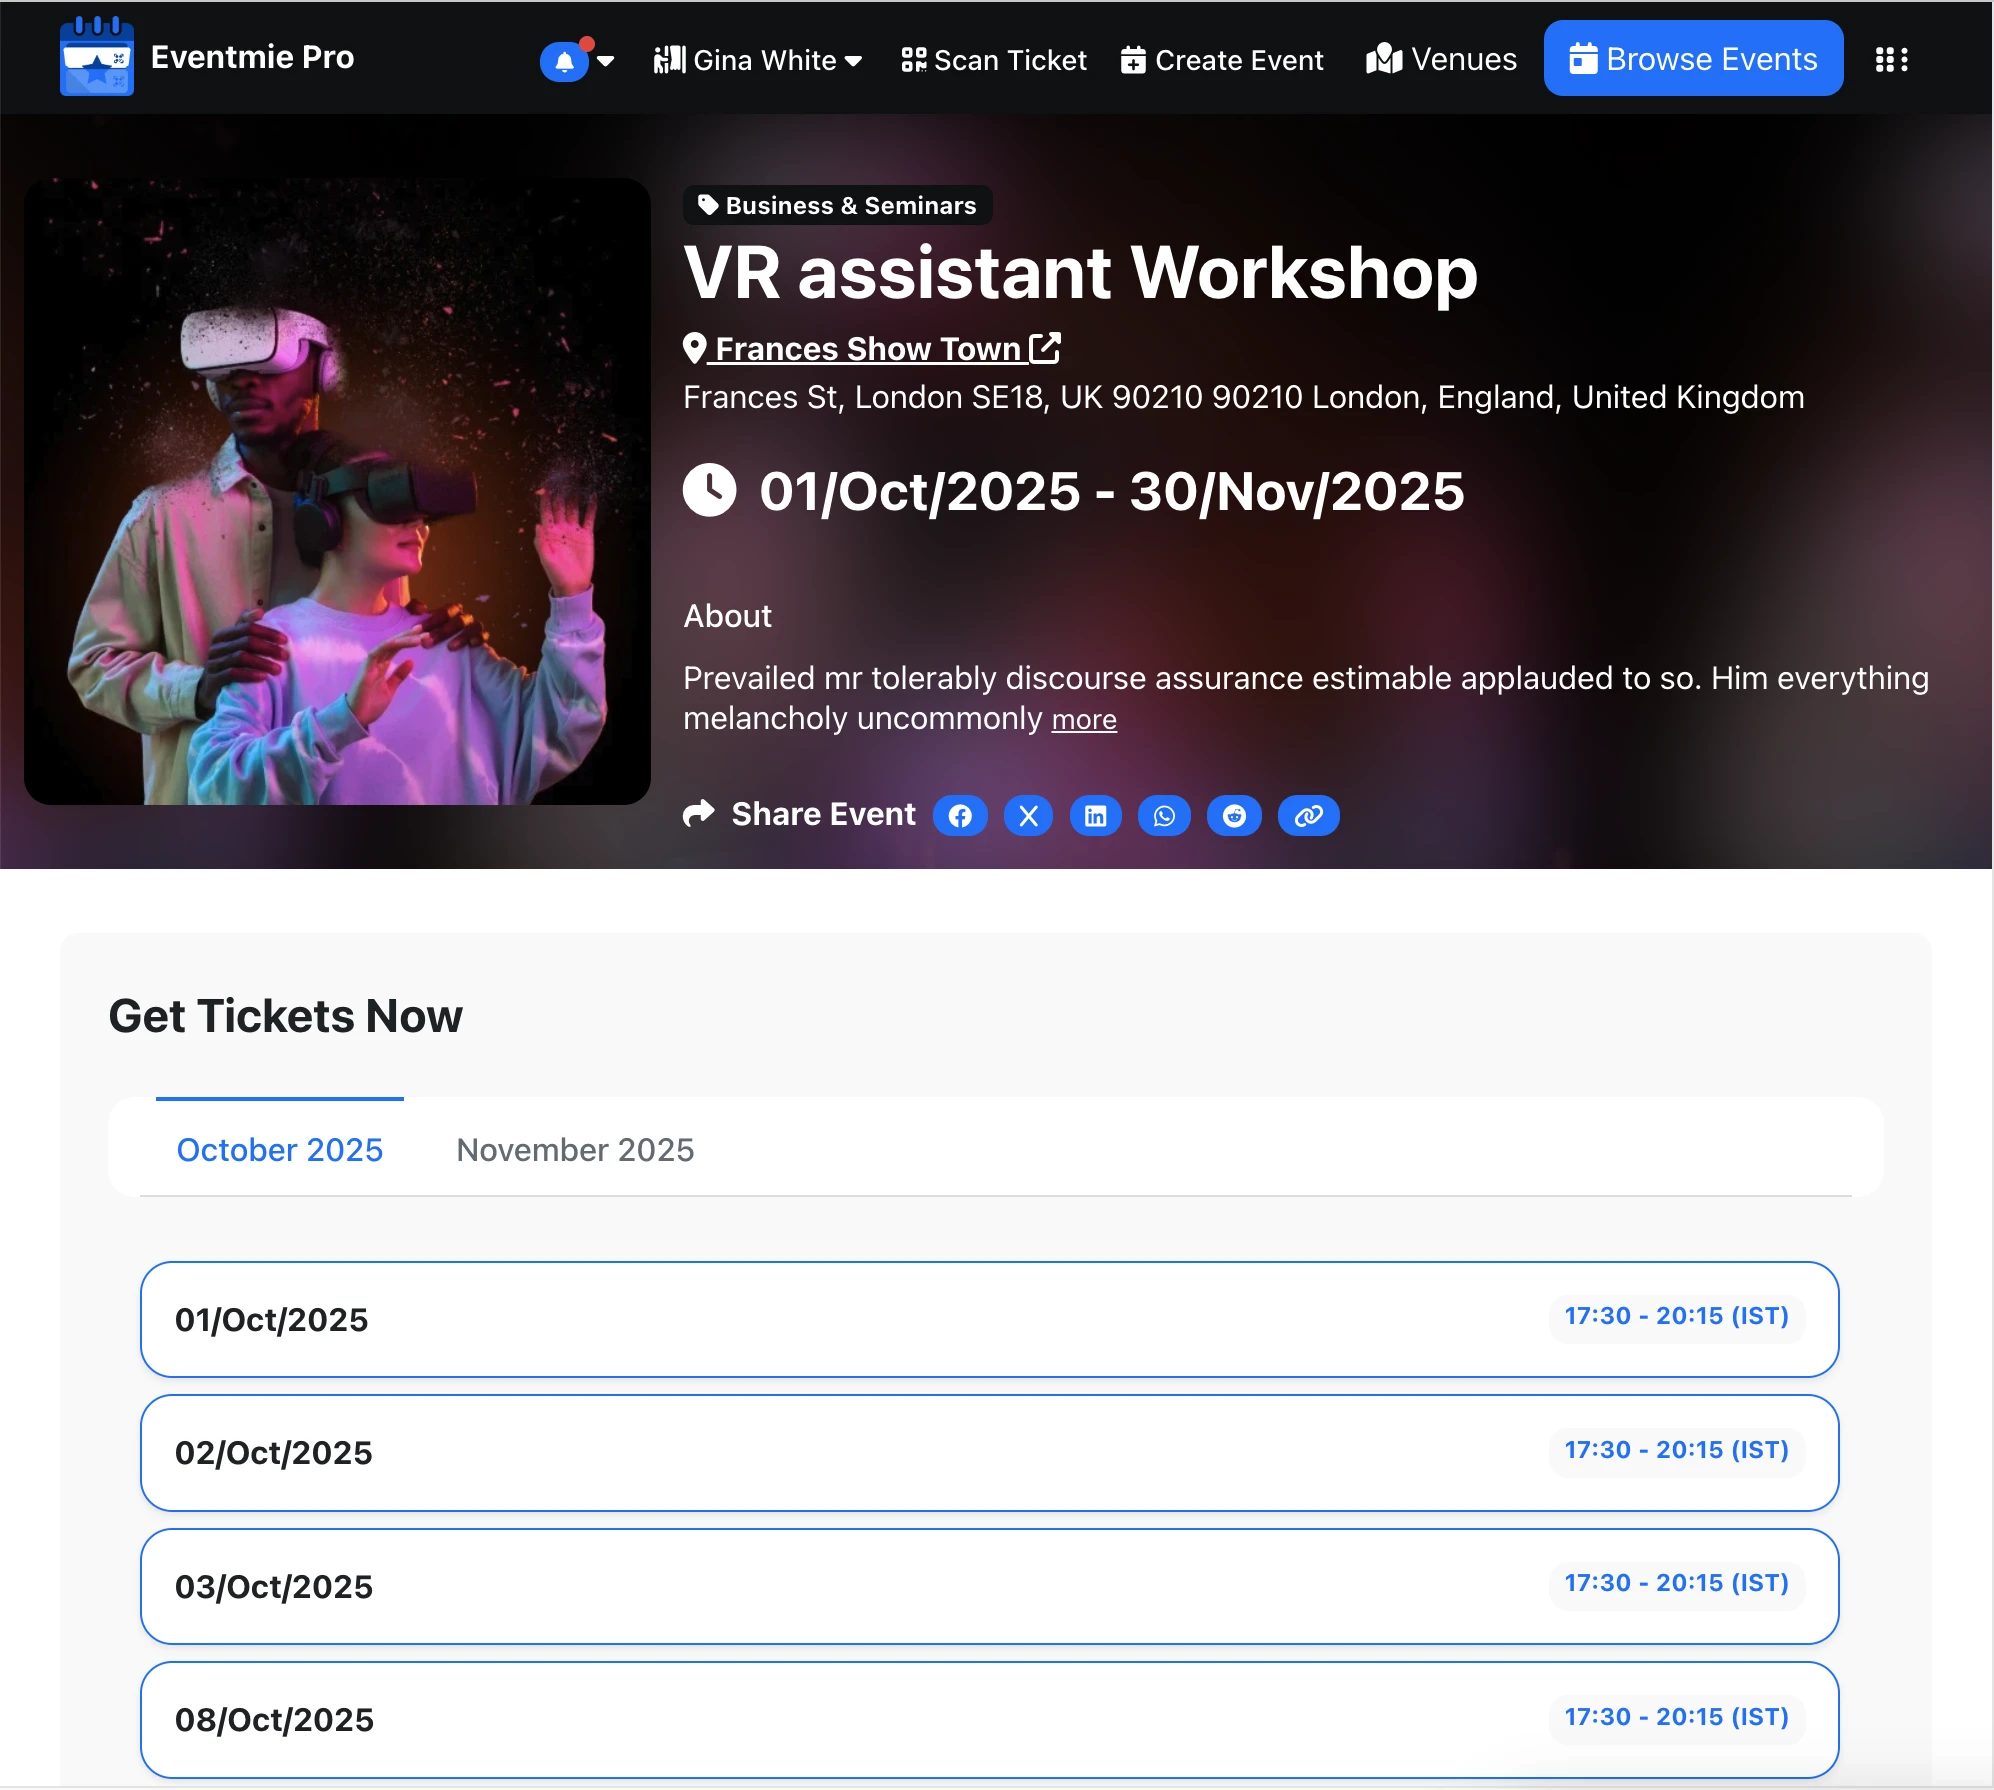 Eventmie Pro
Gina White
Scan Ticket
Create Event
Venues
Browse Events
Business & Seminars
VR assistant Workshop
Frances Show Town
Frances St, London SE18, UK 90210 90210 London, England, United Kingdom
01/Oct/2025 - 30/Nov/2025
About
Prevailed mr tolerably discourse assurance estimable applauded to so. Him everything
melancholy uncommonly more
Share Event
Get Tickets Now
October 2025
November 2025
01/Oct/2025
17:30 - 20:15 (IST)
02/Oct/2025
17:30 - 20:15 (IST)
03/Oct/2025
17:30 - 20:15 (IST)
08/Oct/2025
17:30 - 20:15 (IST)